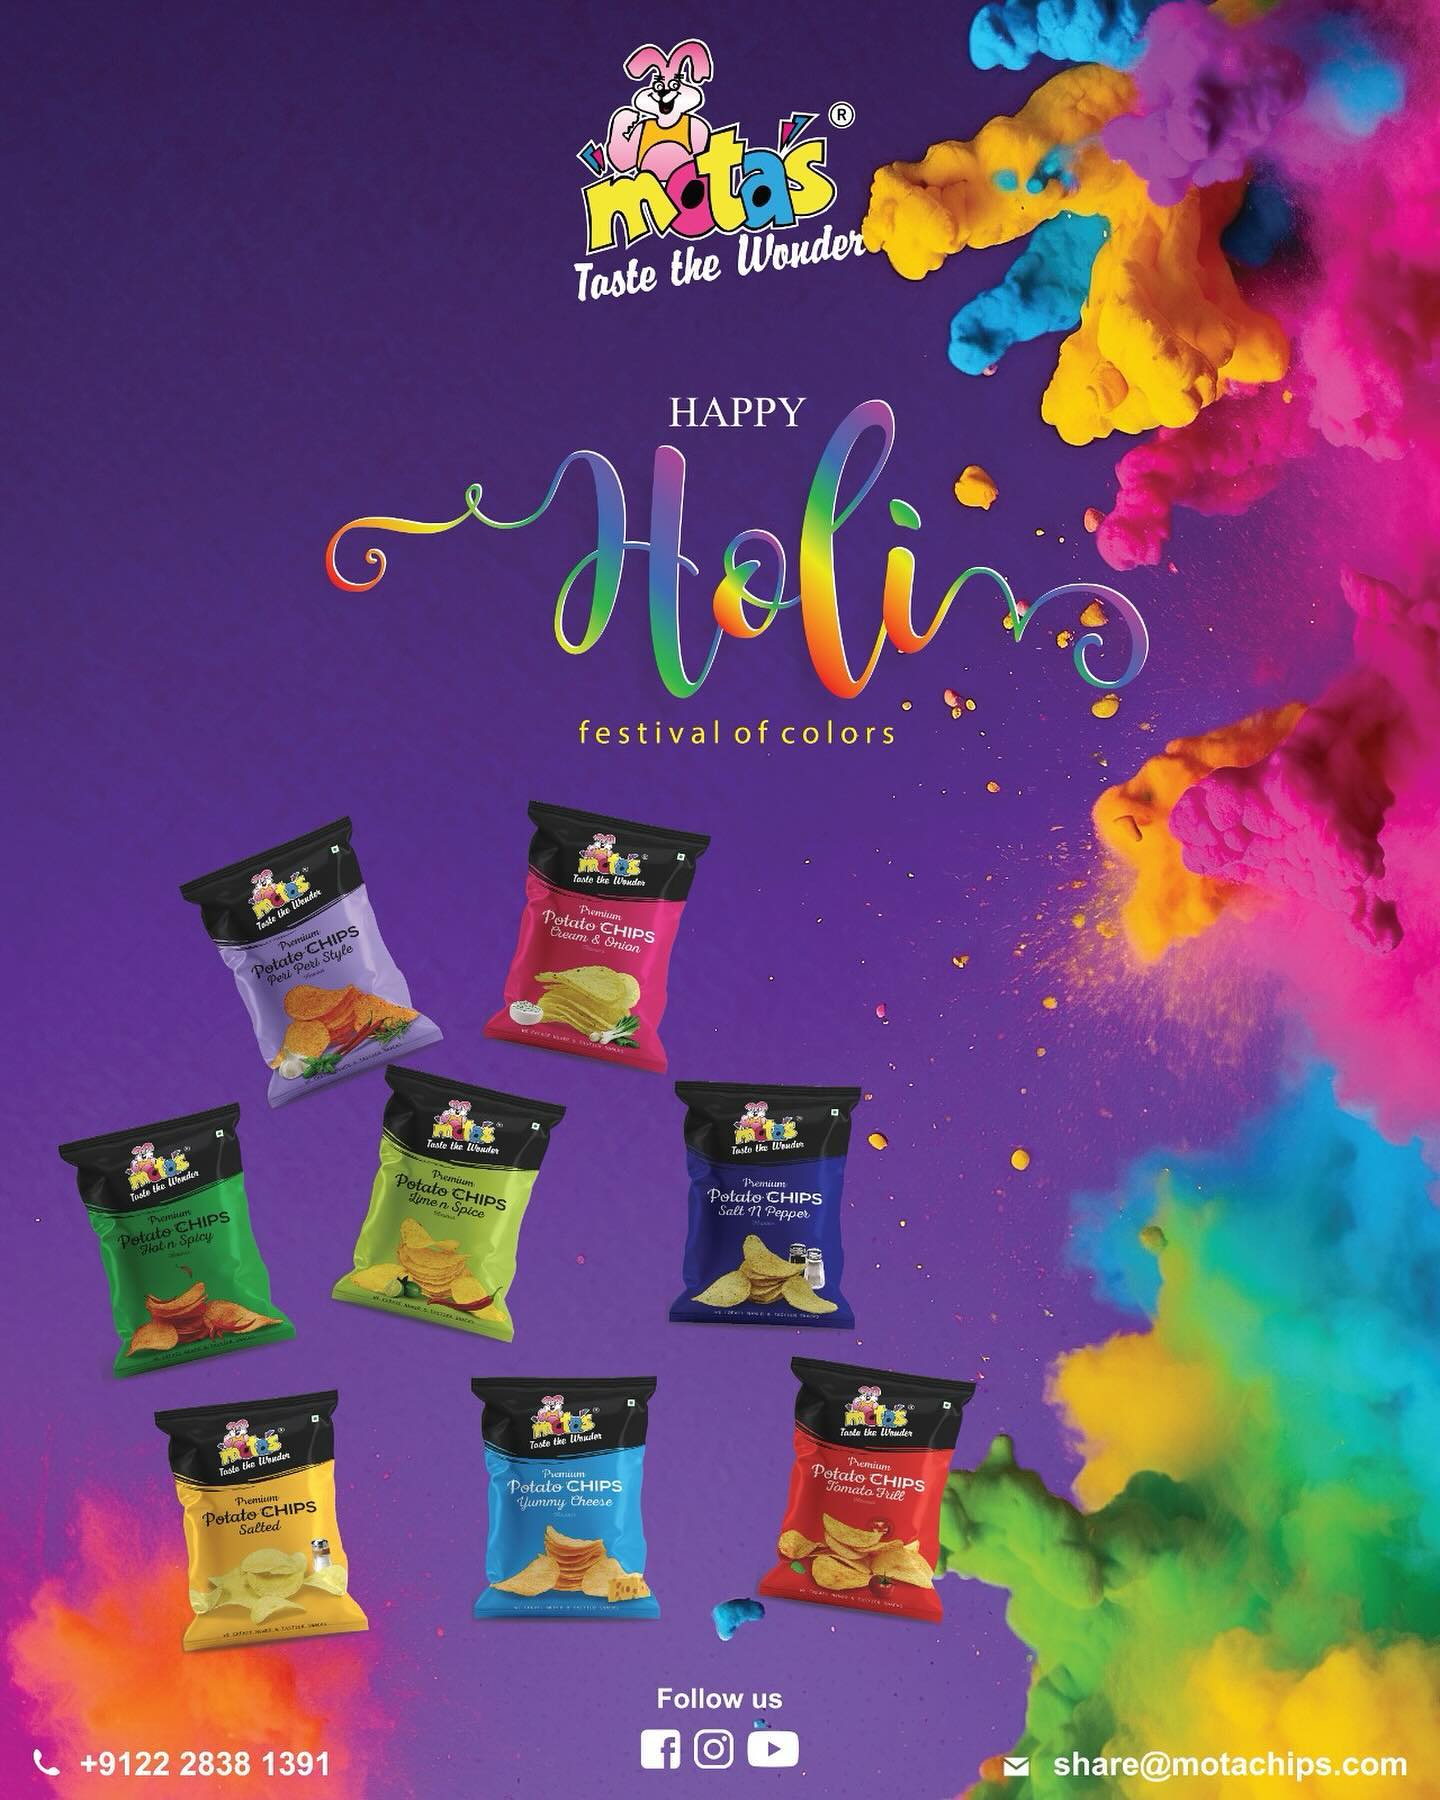 mota's ®
Taste the Wonder
HAPPY
Holi
festival of colors
mota's
Taste the Wonder
Premium
Potato CHIPS
Peri Peri Style
mota's
Taste the Wonder
Premium
Potato CHIPS
Cream & Onion
mota's
Taste the Wonder
Premium
Potato CHIPS
Hot n Spicy
mota's
Taste the Wonder
Premium
Potato CHIPS
Lime n Spice
mota's
Taste the Wonder
Premium
Potato CHIPS
Salt N Pepper
mota's
Taste the Wonder
Premium
Potato CHIPS
Salted
mota's
Taste the Wonder
Premium
Potato CHIPS
Yummy Cheese
mota's
Taste the Wonder
Premium
Potato CHIPS
Tomato Frill
Follow us
+9122 2838 1391
share@motachips.com